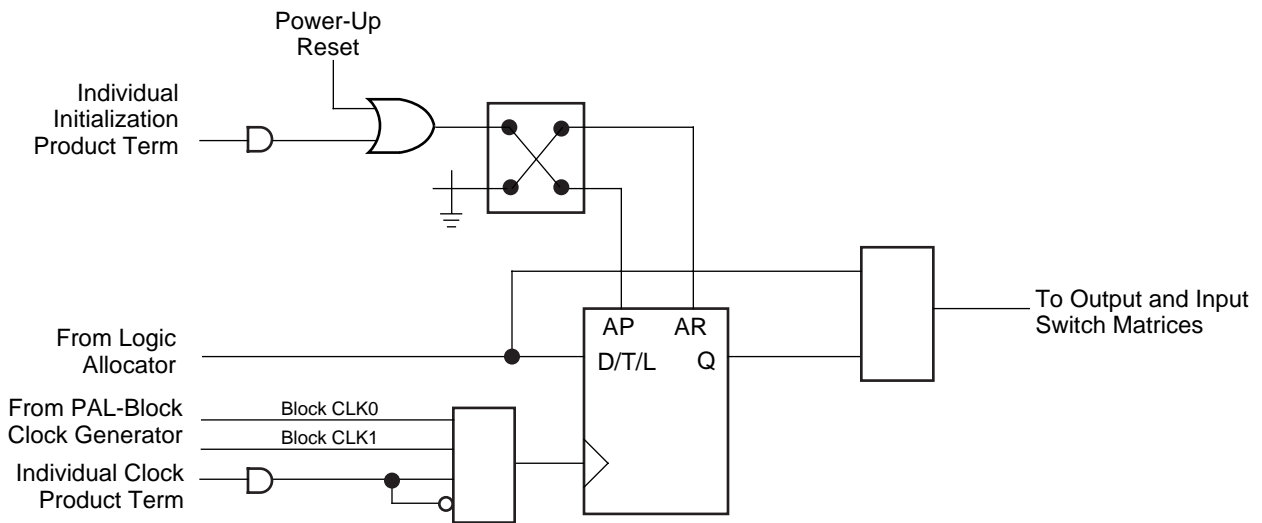 Power-Up
Reset
Individual
Initialization
Product Term
AP AR
To Output and Input
Switch Matrices
From Logic
Allocator
D/T/L Q
From PAL-Block
Clock Generator
Block CLK0
Block CLK1
Individual Clock
Product Term